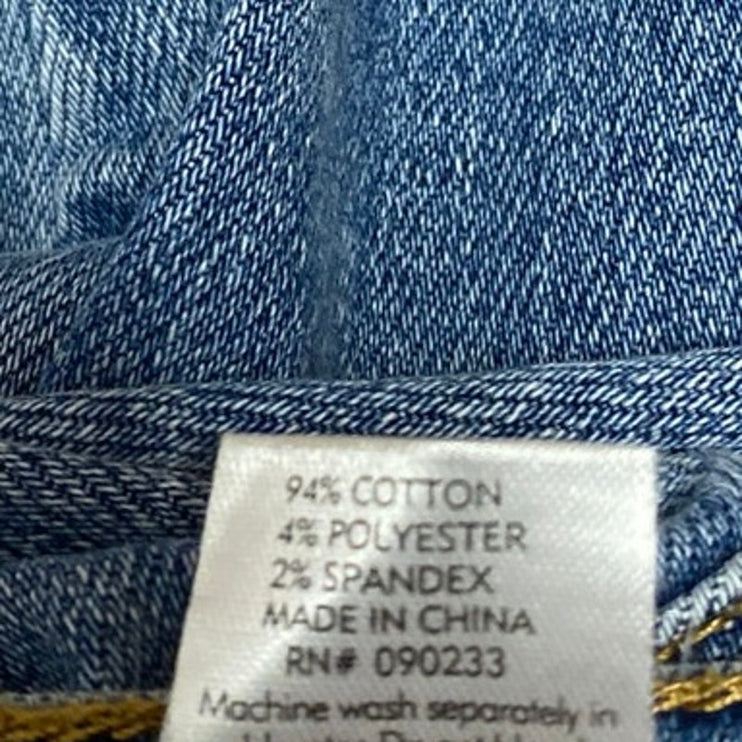 94% COTTON
4% POLYESTER
2% SPANDEX
MADE IN CHINA
RN# 090233
Machine wash separately in